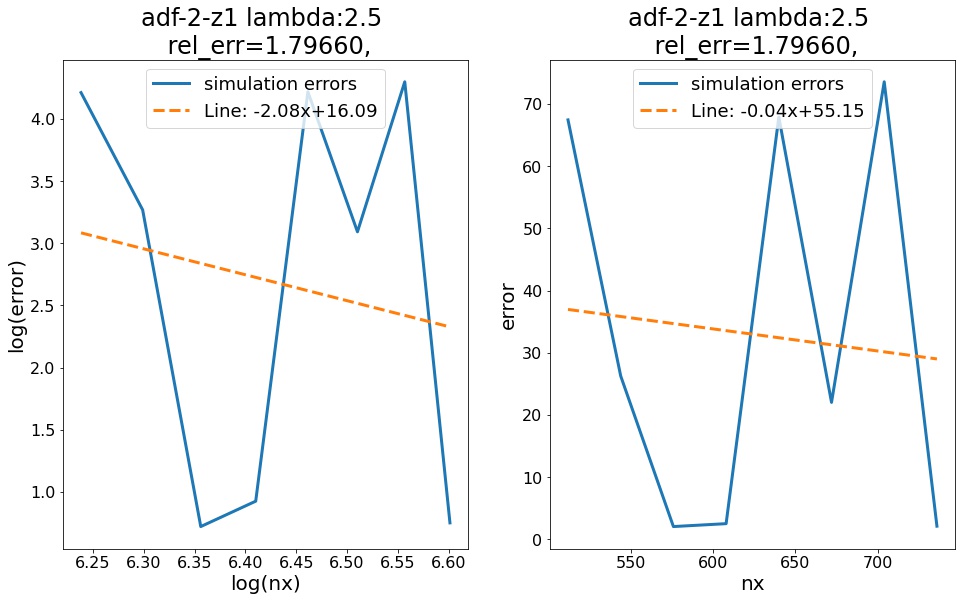 adf-2-z1 lambda:2.5
rel_err=1.79660,
simulation errors
Line: -2.08x+16.09
log(error)
4.0
3.5
3.0
2.5
2.0
1.5
1.0
6.25 6.30 6.35 6.40 6.45 6.50 6.55 6.60
log(nx)
adf-2-z1 lambda:2.5
rel_err=1.79660,
simulation errors
Line: -0.04x+55.15
error
70
60
50
40
30
20
10
0
550 600 650 700
nx